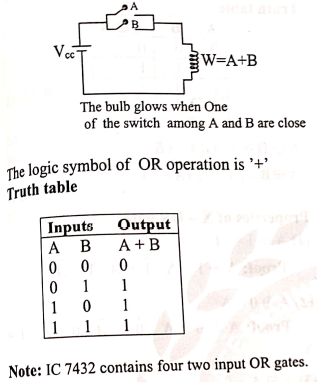 A
B
Vcc
W=A+B
The bulb glows when One
of the switch among A and B are close
The logic symbol of OR operation is '+'
Truth table
Inputs Output
A B A + B
0 0 0
0 1 1
1 0 1
1 1 1
Note: IC 7432 contains four two input OR gates.